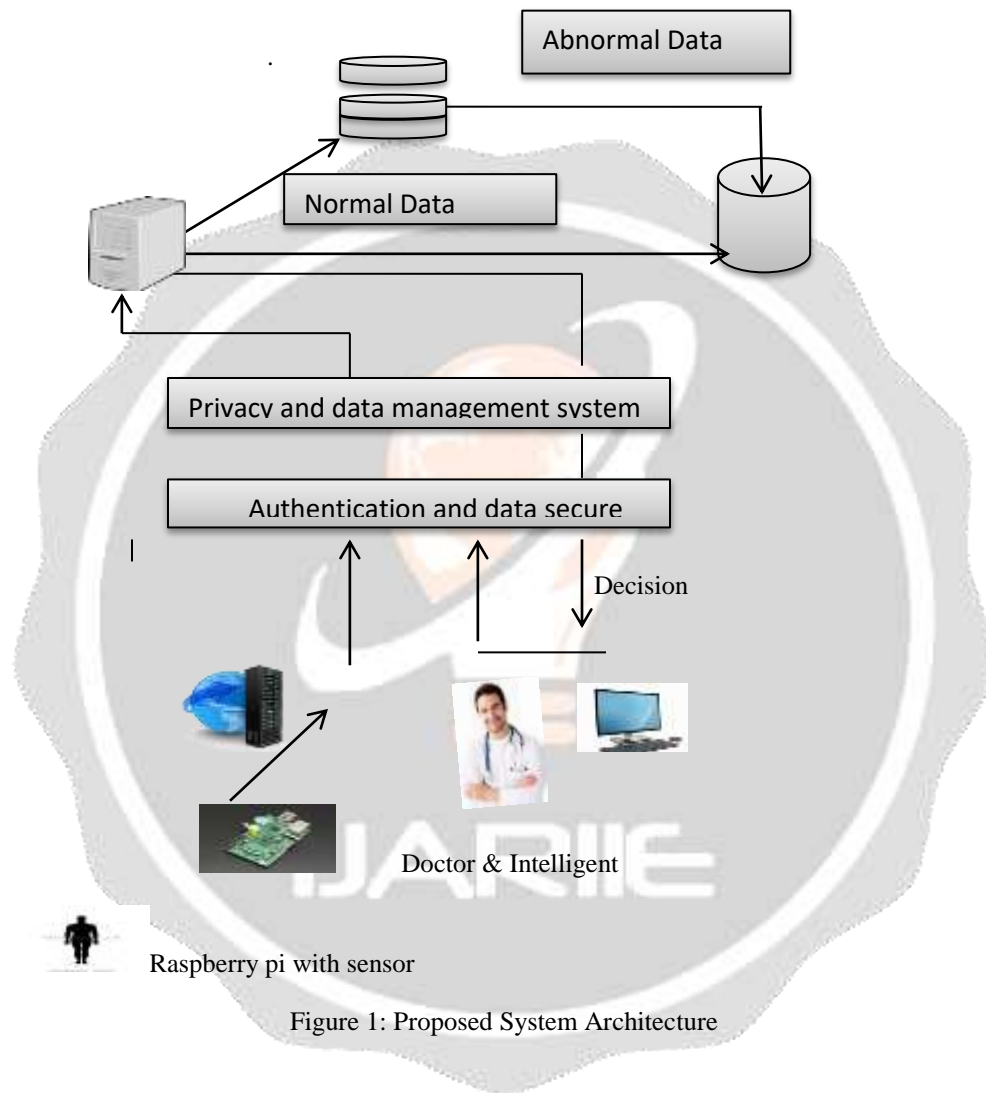 Abnormal Data
Normal Data
Privacy and data management system
Authentication and data secure
Decision
Doctor & Intelligent
IJARIIE
Raspberry pi with sensor
Figure 1: Proposed System Architecture